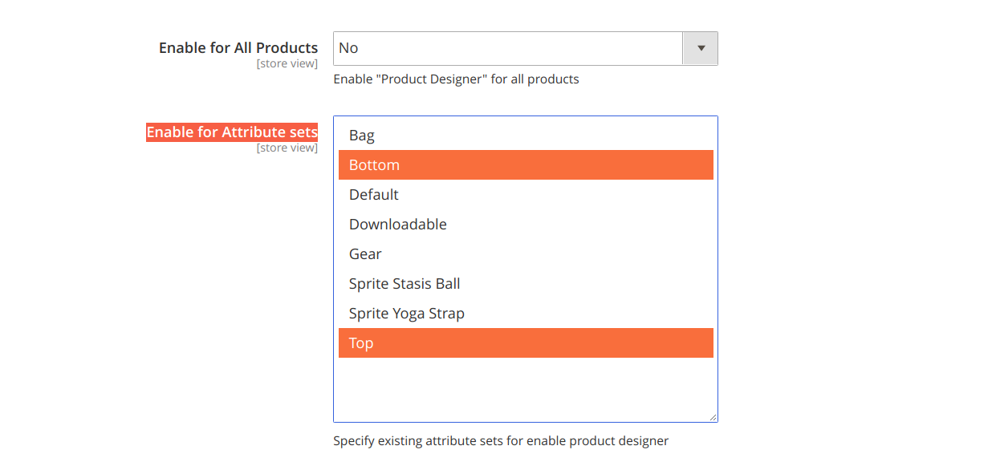 Enable for All Products
[store view]
No
Enable "Product Designer" for all products
Enable for Attribute sets
[store view]
Bag
Bottom
Default
Downloadable
Gear
Sprite Stasis Ball
Sprite Yoga Strap
Top
Specify existing attribute sets for enable product designer